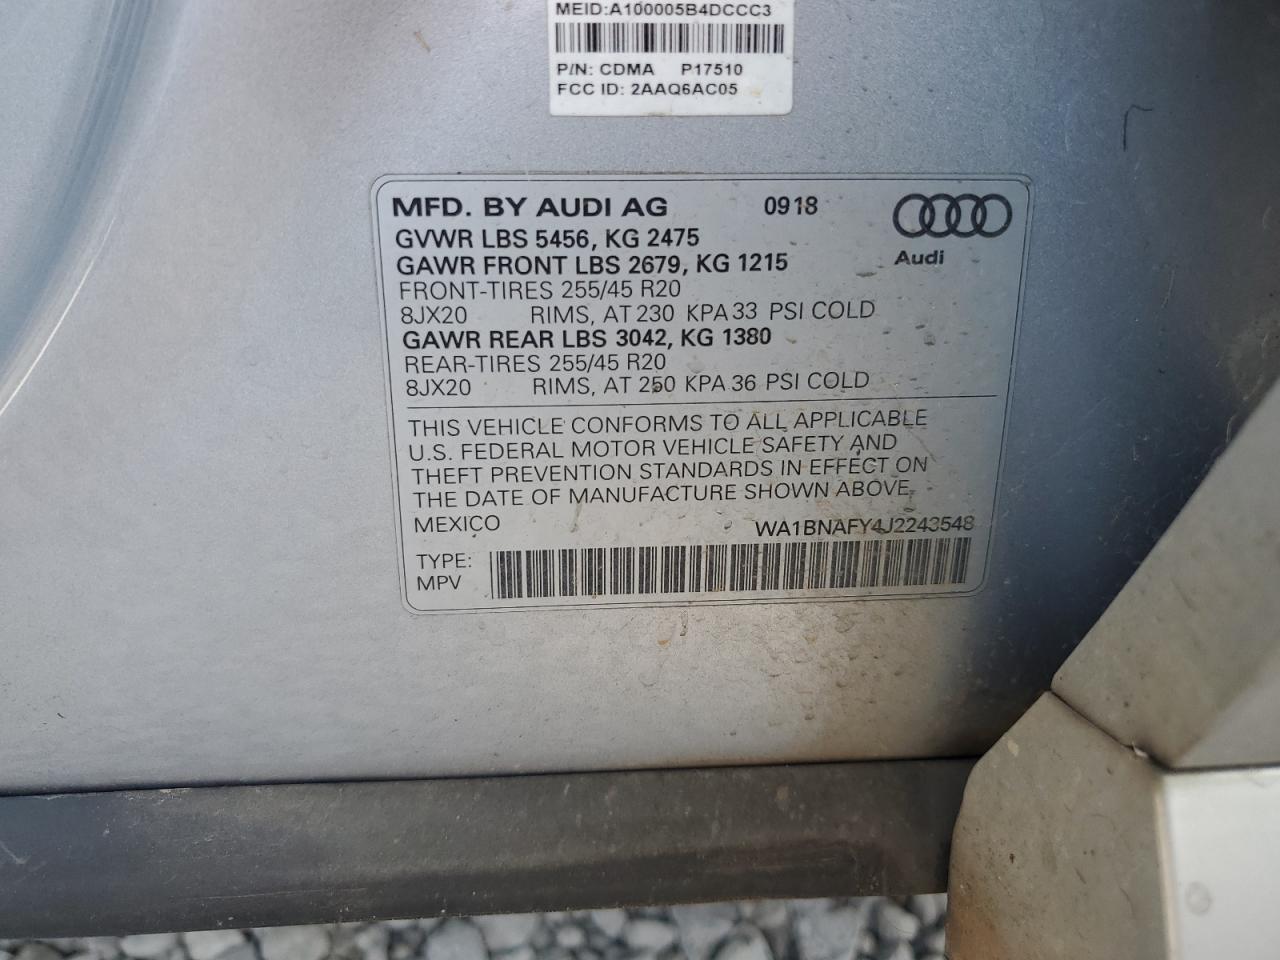 MEID:A100005B4DCCC3
P/N: CDMA P17510
FCC ID: 2AAQ6AC05
MFD. BY AUDI AG 0918
GVWR LBS 5456, KG 2475
GAWR FRONT LBS 2679, KG 1215
Audi
FRONT-TIRES 255/45 R20
8JX20 RIMS, AT 230 KPA 33 PSI COLD
GAWR REAR LBS 3042, KG 1380
REAR-TIRES 255/45 R20
8JX20 RIMS, AT 250 KPA 36 PSI COLD
THIS VEHICLE CONFORMS TO ALL APPLICABLE
U.S. FEDERAL MOTOR VEHICLE SAFETY AND
THEFT PREVENTION STANDARDS IN EFFECT ON
THE DATE OF MANUFACTURE SHOWN ABOVE.
MEXICO WA1BNAFY4J2243548
TYPE:
MPV